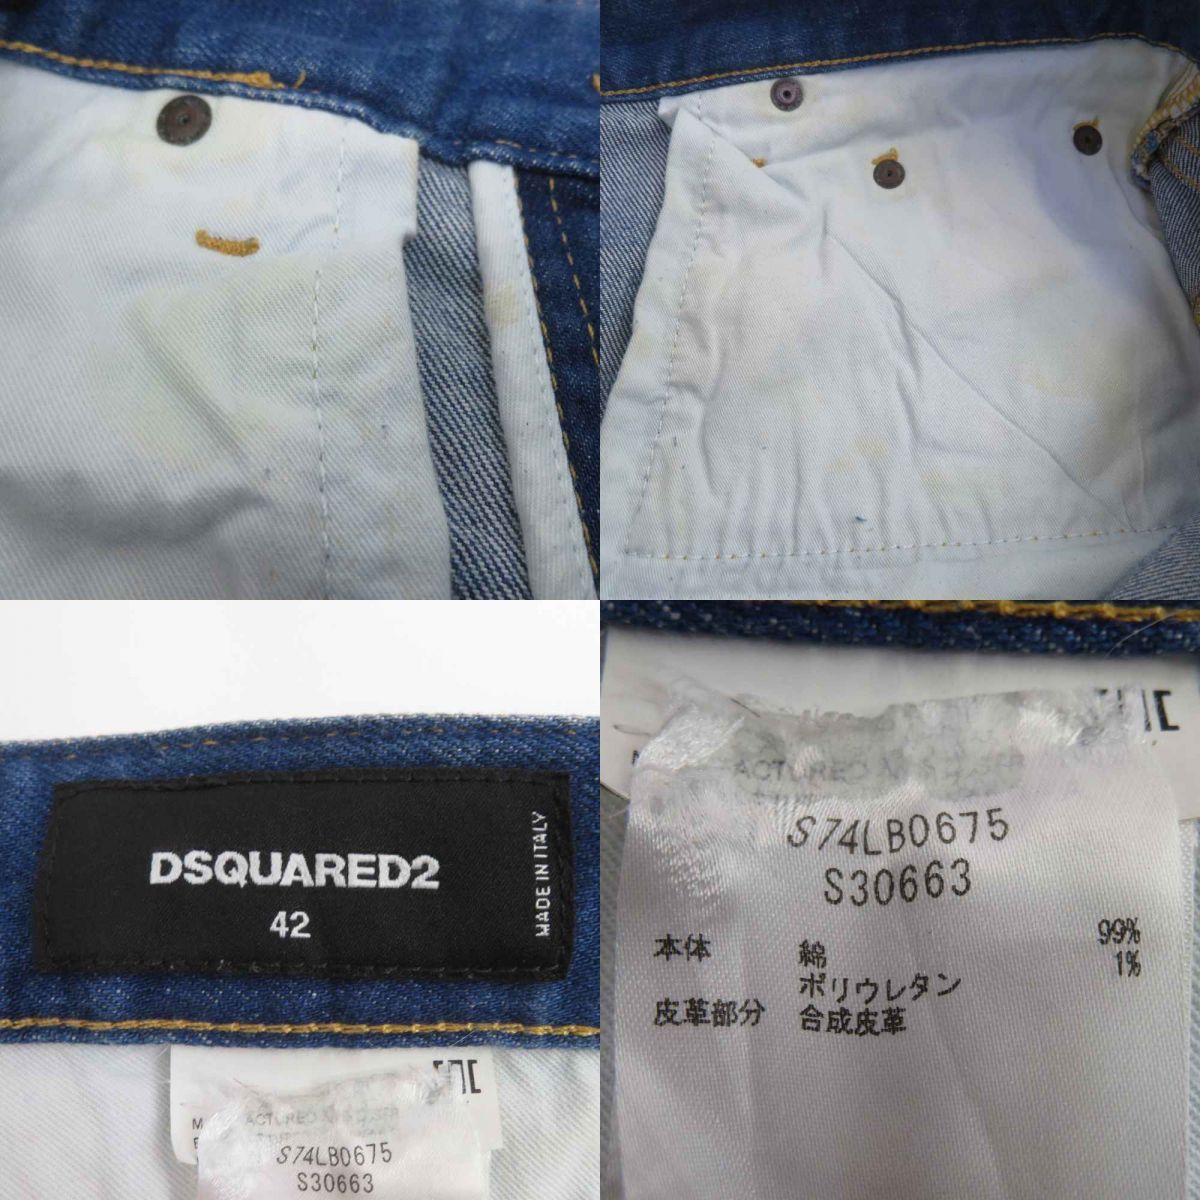 DSQUARED2
42
MADE IN ITALY
S74LB0675
S30663
S74LB0675
S30663
本体 綿 99%
ポリウレタン 1%
皮革部分 合成皮革